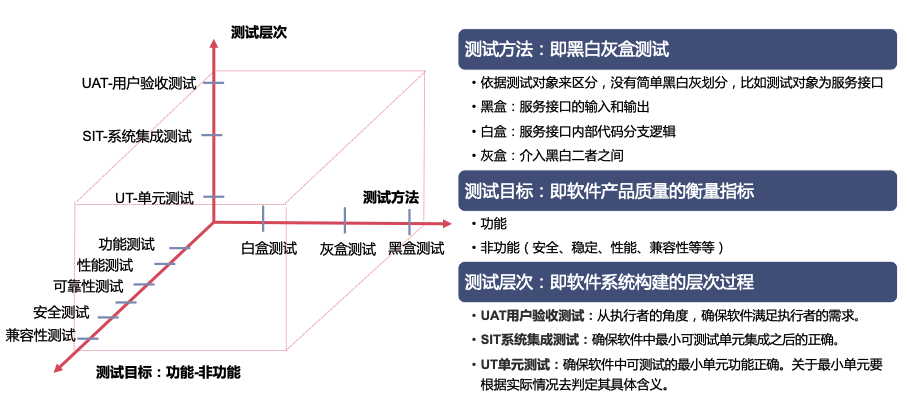 测试层次
UAT-用户验收测试
SIT-系统集成测试
UT-单元测试
测试方法
白盒测试
灰盒测试
黑盒测试
功能测试
性能测试
可靠性测试
安全测试
兼容性测试
测试目标：功能-非功能
测试方法：即黑白灰盒测试
• 依据测试对象来区分，没有简单黑白灰划分，比如测试对象为服务接口
• 黑盒：服务接口的输入和输出
• 白盒：服务接口内部代码分支逻辑
• 灰盒：介入黑白二者之间
测试目标：即软件产品质量的衡量指标
• 功能
• 非功能（安全、稳定、性能、兼容性等等）
测试层次：即软件系统构建的层次过程
• UAT用户验收测试：从执行者的角度，确保软件满足执行者的需求。
• SIT系统集成测试：确保软件中最小可测试单元集成之后的正确。
• UT单元测试：确保软件中可测试的最小单元功能正确。关于最小单元要
根据实际情况去判定其具体含义。